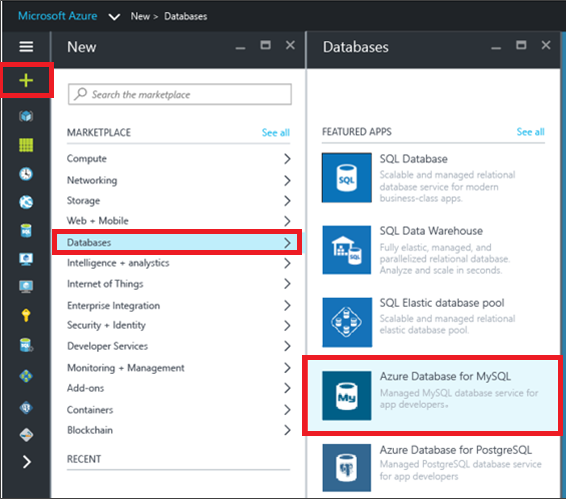 Microsoft Azure New > Databases
New
Search the marketplace
MARKETPLACE See all
Compute
Networking
Storage
Web + Mobile
Databases
Intelligence + analytics
Internet of Things
Enterprise Integration
Security + Identity
Developer Services
Monitoring + Management
Add-ons
Containers
Blockchain
RECENT
Databases
FEATURED APPS See all
SQL
SQL Database
Scalable and managed relational
database service for modern
business-class apps.
SQL Data Warehouse
Fully elastic, managed, and
parallelized relational database.
Analyze and scale in seconds.
SQL Elastic database pool
Scalable and managed relational
elastic database pool.
My
Azure Database for MySQL
Managed MySQL database service for
app developers.
Azure Database for PostgreSQL
Managed PostgreSQL database service
for app developers